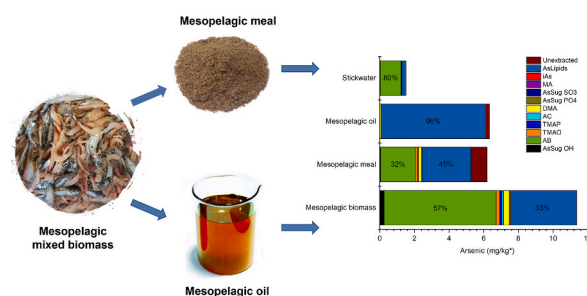 Mesopelagic meal
Mesopelagic
mixed biomass
Mesopelagic oil
Stickwater
Mesopelagic oil
Mesopelagic meal
Mesopelagic biomass
80%
96%
32%
45%
57%
33%
0
2
4
6
8
10
Arsenic (mg/kg*)
Unextracted
AsLipids
iAs
MA
AsSug SO3
AsSug PO4
DMA
AC
TMAP
TMAO
AB
AsSug OH